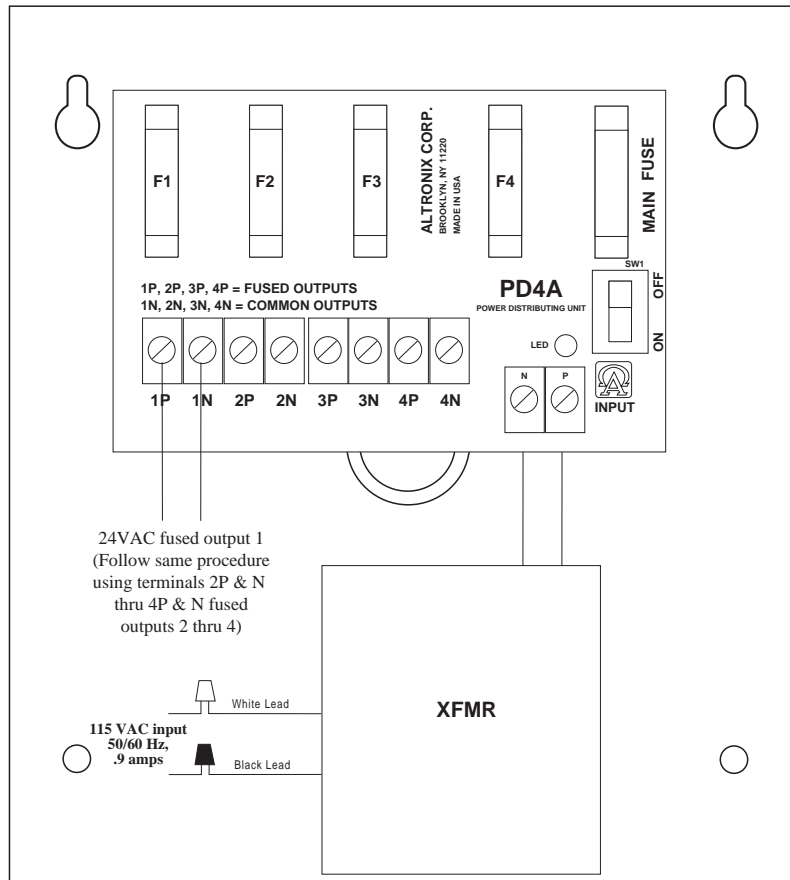 F1
F2
F3
ALTRONIX CORP.
BROOKLYN, NY 11220
MADE IN USA
F4
MAIN FUSE
SW1
OFF
ON
1P, 2P, 3P, 4P = FUSED OUTPUTS
1N, 2N, 3N, 4N = COMMON OUTPUTS
PD4A
POWER DISTRIBUTING UNIT
LED
N
P
INPUT
1P
1N
2P
2N
3P
3N
4P
4N
24VAC fused output 1
(Follow same procedure
using terminals 2P & N
thru 4P & N fused
outputs 2 thru 4)
White Lead
115 VAC input
50/60 Hz,
.9 amps
Black Lead
XFMR